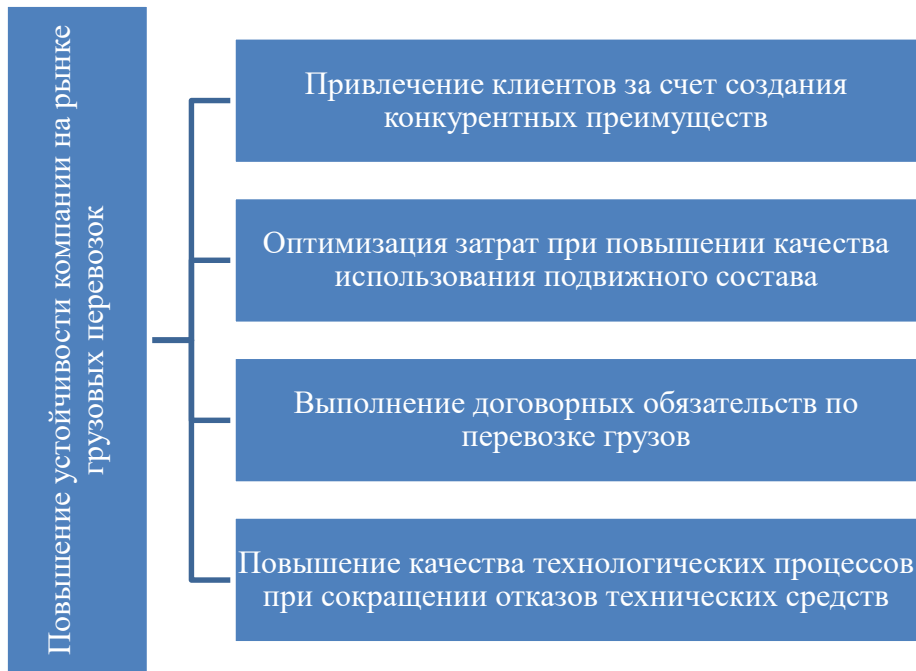 Повышение устойчивости компании на рынке
грузовых перевозок
Привлечение клиентов за счет создания
конкурентных преимуществ
Оптимизация затрат при повышении качества
использования подвижного состава
Выполнение договорных обязательств по
перевозке грузов
Повышение качества технологических процессов
при сокращении отказов технических средств